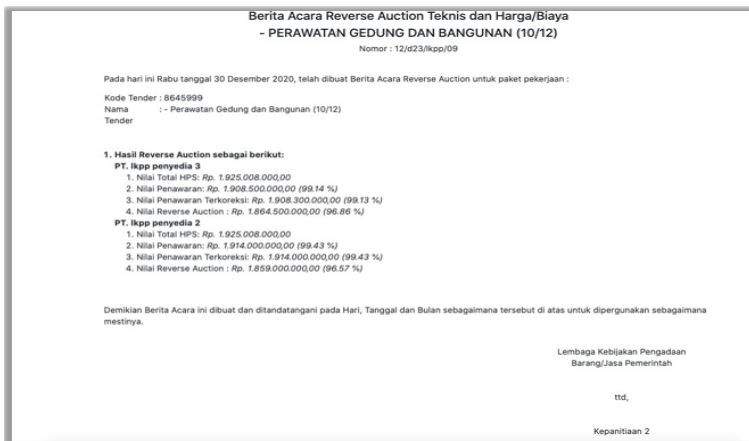 Berita Acara Reverse Auction Teknis dan Harga/Biaya
- PERAWATAN GEDUNG DAN BANGUNAN (10/12)
Nomor : 12/d23/lkpp/09
Pada hari ini Rabu tanggal 30 Desember 2020, telah dibuat Berita Acara Reverse Auction untuk paket pekerjaan :
Kode Tender : 8645999
Nama : - Perawatan Gedung dan Bangunan (10/12)
Tender
1. Hasil Reverse Auction sebagai berikut:
PT. lkpp penyedia 3
1. Nilai Total HPS: Rp. 1.925.008.000,00
2. Nilai Penawaran: Rp. 1.908.500.000,00 (99.14 %)
3. Nilai Penawaran Terkoreksi: Rp. 1.908.300.000,00 (99.13 %)
4. Nilai Reverse Auction : Rp. 1.864.500.000,00 (96.86 %)
PT. lkpp penyedia 2
1. Nilai Total HPS: Rp. 1.925.008.000,00
2. Nilai Penawaran: Rp. 1.914.000.000,00 (99.43 %)
3. Nilai Penawaran Terkoreksi: Rp. 1.914.000.000,00 (99.43 %)
4. Nilai Reverse Auction : Rp. 1.859.000.000,00 (96.57 %)
Demikian Berita Acara ini dibuat dan ditandatangani pada Hari, Tanggal dan Bulan sebagaimana tersebut di atas untuk dipergunakan sebagaimana
mestinya.
Lembaga Kebijakan Pengadaan
Barang/Jasa Pemerintah
ttd,
Kepanitiaan 2